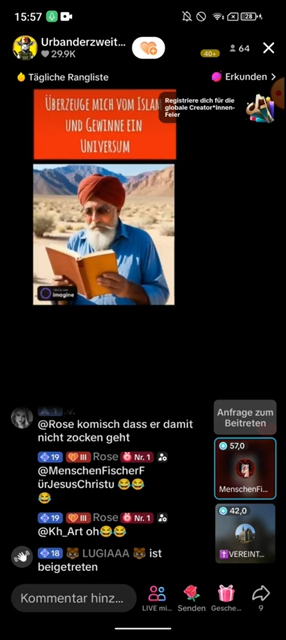 15:57
28
Urbanderzweit...
29.9K
40+
64
Tägliche Rangliste
Erkunden >
ÜBERZEUGE MICH VOM ISLAM
UND GEWINNE EIN
UNIVERSUM
Registriere dich für die
globale Creator*innen-
Feier
imagine
@Rose komisch dass er damit
nicht zocken geht
19 III Rose Nr. 1
@MenschenFischerF
ürJesusChristu 😂😂
😂
19 III Rose Nr. 1
@Kh_Art oh😂😂
18 🐯 LUGIAAA 🐯 ist
beigetreten
Anfrage zum
Beitreten
57,0
MenschenFi...
42,0
VEREINT...
Kommentar hinz...
LIVE mi...
Senden
Gesche...
9